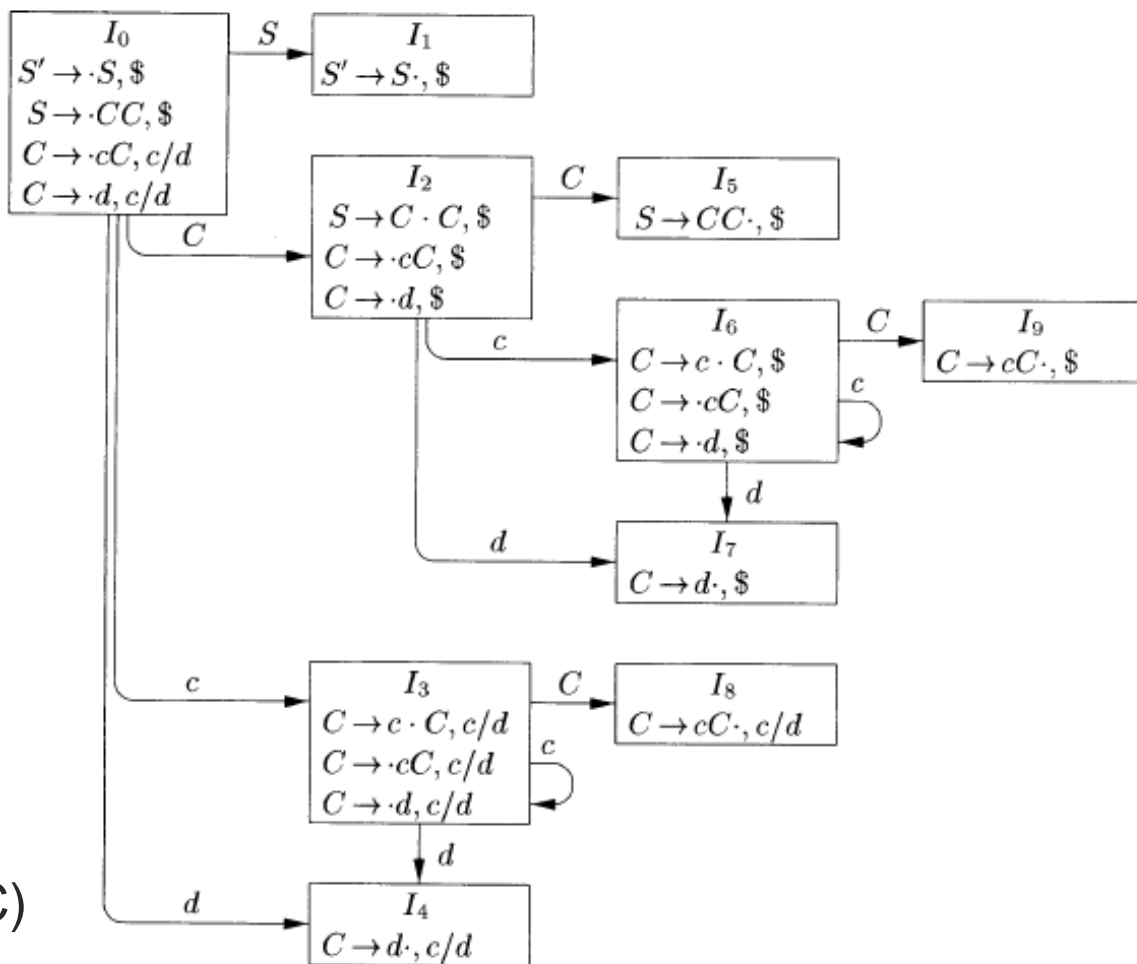 I₀
S′ → ·S, $
S → ·CC, $
C → ·cC, c/d
C → ·d, c/d
S
I₁
S′ → S·, $
C
I₂
S → C · C, $
C → ·cC, $
C → ·d, $
C
I₅
S → CC·, $
c
I₆
C → c · C, $
C → ·cC, $
C → ·d, $
C
I₉
C → cC·, $
c
d
d
I₇
C → d·, $
c
I₃
C → c · C, c/d
C → ·cC, c/d
C → ·d, c/d
C
I₈
C → cC·, c/d
c
d
d
I₄
C → d·, c/d
C)